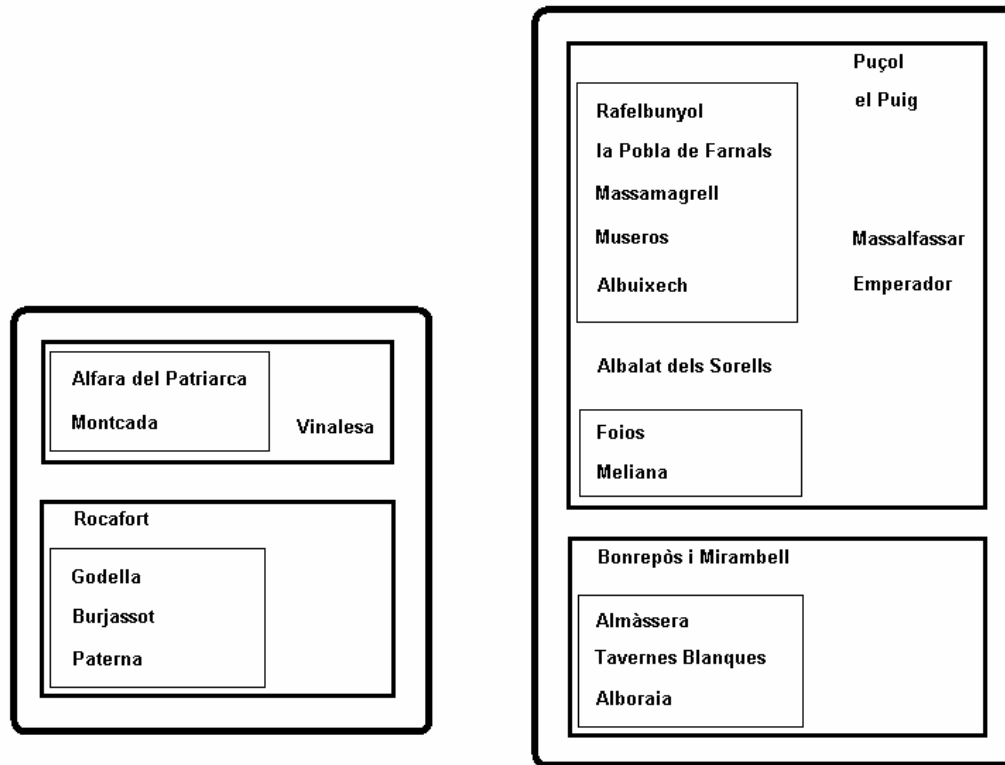 Alfara del Patriarca
Montcada
Vinalesa
Rocafort
Godella
Burjassot
Paterna
Puçol
el Puig
Rafelbunyol
la Pobla de Farnals
Massamagrell
Museros
Massalfassar
Albuixech
Emperador
Albalat dels Sorells
Foios
Meliana
Bonrepòs i Mirambell
Almàssera
Tavernes Blanques
Alboraia